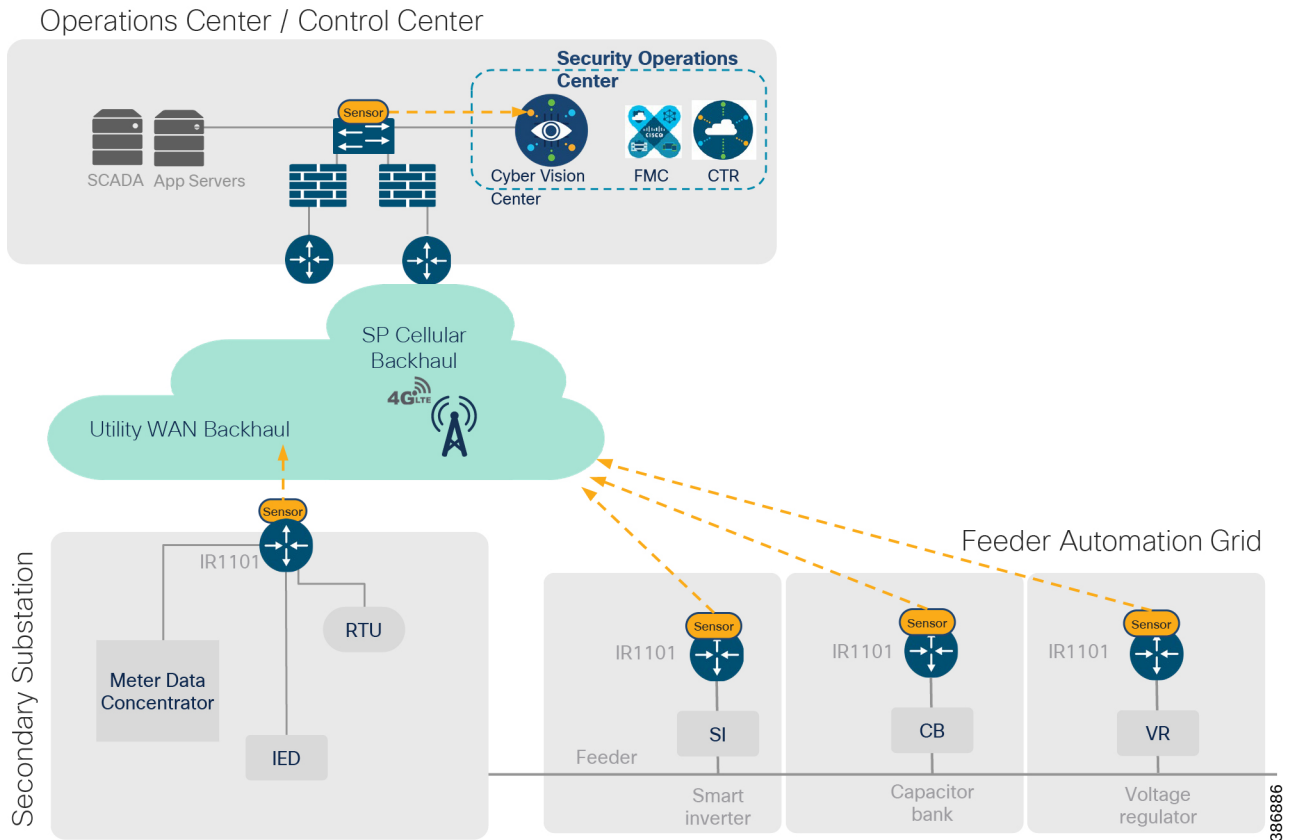 Operations Center / Control Center
Security Operations
Center
Sensor
SCADA
App Servers
Cyber Vision
Center
CISCO
FMC
CTR
SP Cellular
Backhaul
4G LTE
Utility WAN Backhaul
Sensor
IR1101
Secondary Substation
RTU
Meter Data
Concentrator
IED
Feeder Automation Grid
Sensor
IR1101
SI
Sensor
IR1101
CB
Sensor
IR1101
VR
Feeder
Smart
inverter
Capacitor
bank
Voltage
regulator
386886